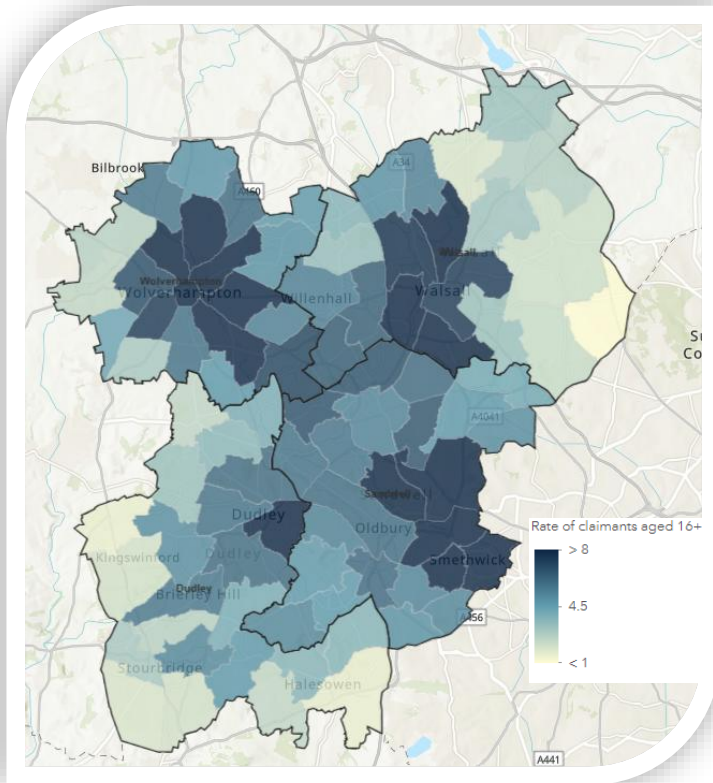 Bilbrook
A460
A34
Wolverhampton
Wolverhampton
Willenhall
Walsall
Walsall
A4041
Sandwell
Oldbury
Dudley
Dudley
Kingswinford
Dudley
Brierley Hill
Smethwick
Stourbridge
Halesowen
A456
A441
Su
Co
Rate of claimants aged 16+
> 8
4.5
< 1